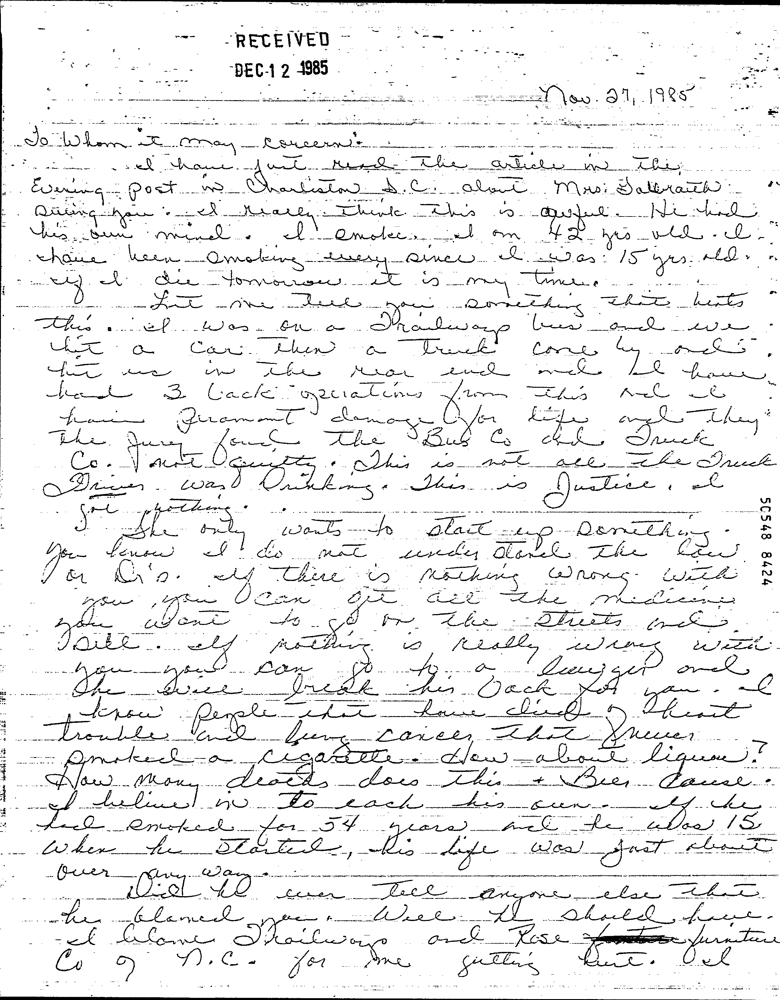 RECEIVED
DEC 12 1985
Nov. 27, 1985
To Whom it may concern:
I have just read the article in the
Evening Post in Charleston S.C. about Mrs. Galbraith
suing you. I really think this is awful. He had
his own mind. I smoke. I am 42 yrs old. I
have been smoking every since I was 15 yrs. old.
if I die tomorrow it is my time.
Let me tell you something that beats
this. I was on a Trailways bus and we
hit a car. Then a truck come by and
hit us in the rear end and I have
had 3 back operations from this and I
have damage for life and they
the Jury found the Bus Co and Truck
Co. not guilty. This is not all the Truck
Driver was Drinking. This is Justice, I
got nothing.
She only wants to start up something.
You know I do not under stand the law
or Dr's. If there is nothing wrong with
you, you can get all the medicine
you want to go on the streets and
sell. If nothing is really wrong with
you you can go to a and
she will break his back for you. I
know people that have died of heart
trouble and lung cancer that never
smoked a cigarette. How about liquor?
How many deaths does this + Beer Cause.
I believe in to each his own. If he
had smoked for 54 years and he was 15
when he started, his life was just about
over any way.
Did he ever tell anyone else that
he blamed you. Well he should have.
I blame Trailways and Rose furniture
Co of N.C. for me getting hurt. I
50548 8424